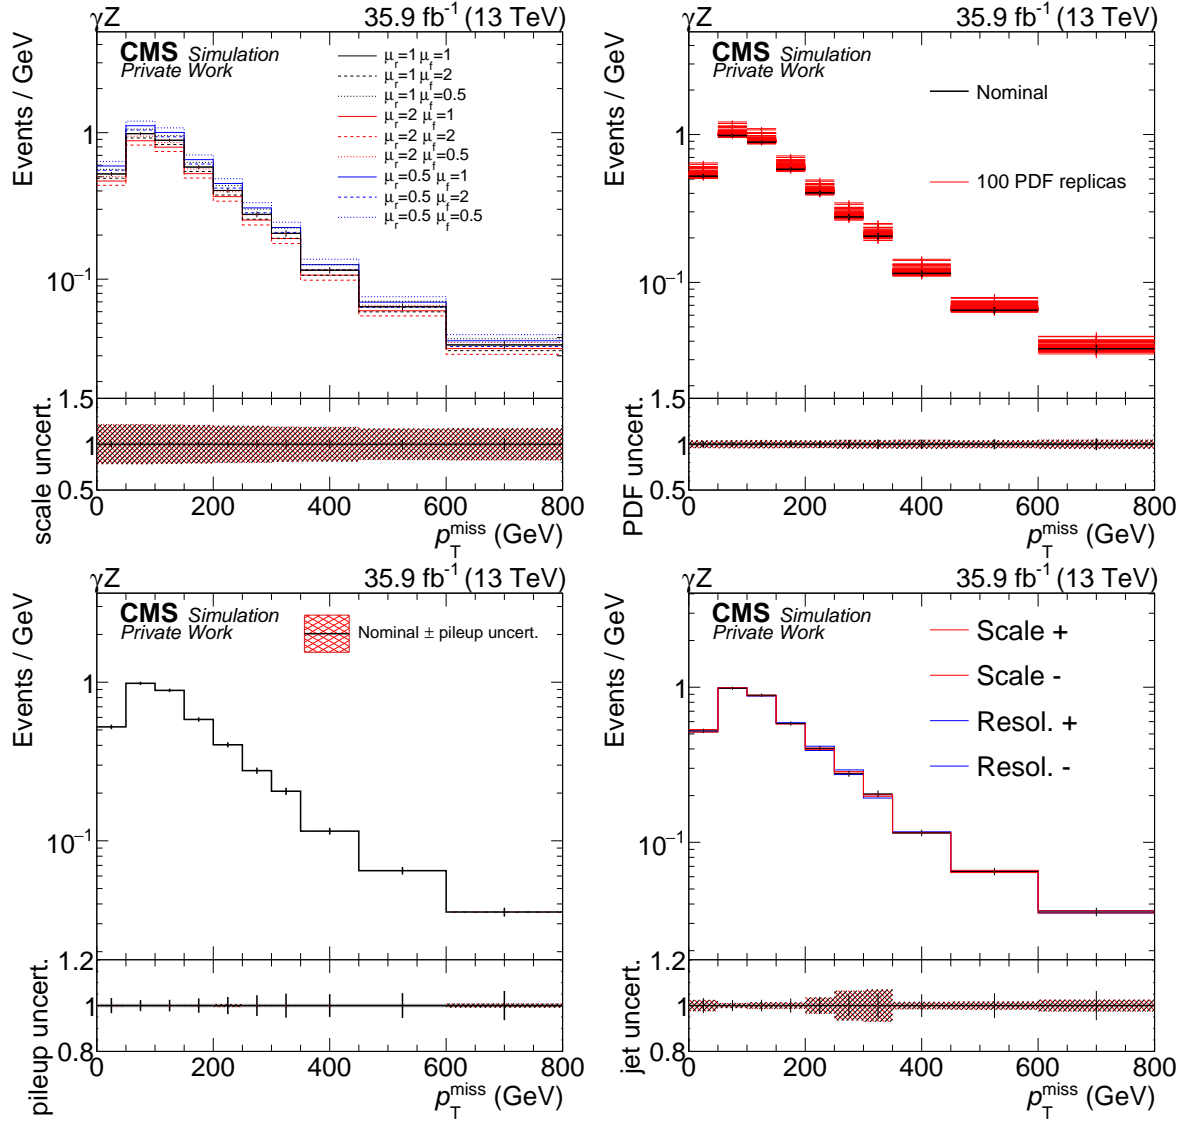 γZ 35.9 fb⁻¹ (13 TeV)
CMS Simulation
Private Work
μr=1 μf=1
μr=1 μf=2
μr=1 μf=0.5
μr=2 μf=1
μr=2 μf=2
μr=2 μf=0.5
μr=0.5 μf=1
μr=0.5 μf=2
μr=0.5 μf=0.5
Events / GeV
1
10⁻¹
scale uncert.
1.5
1
0.5
0 200 400 600 800
pTmiss (GeV)
γZ 35.9 fb⁻¹ (13 TeV)
CMS Simulation
Private Work
Nominal
100 PDF replicas
Events / GeV
1
10⁻¹
PDF uncert.
1.5
1
0.5
0 200 400 600 800
pTmiss (GeV)
γZ 35.9 fb⁻¹ (13 TeV)
CMS Simulation
Private Work
Nominal ± pileup uncert.
Events / GeV
1
10⁻¹
pileup uncert.
1.2
1
0.8
0 200 400 600 800
pTmiss (GeV)
γZ 35.9 fb⁻¹ (13 TeV)
CMS Simulation
Private Work
Scale +
Scale -
Resol. +
Resol. -
Events / GeV
1
10⁻¹
jet uncert.
1.2
1
0.8
0 200 400 600 800
pTmiss (GeV)